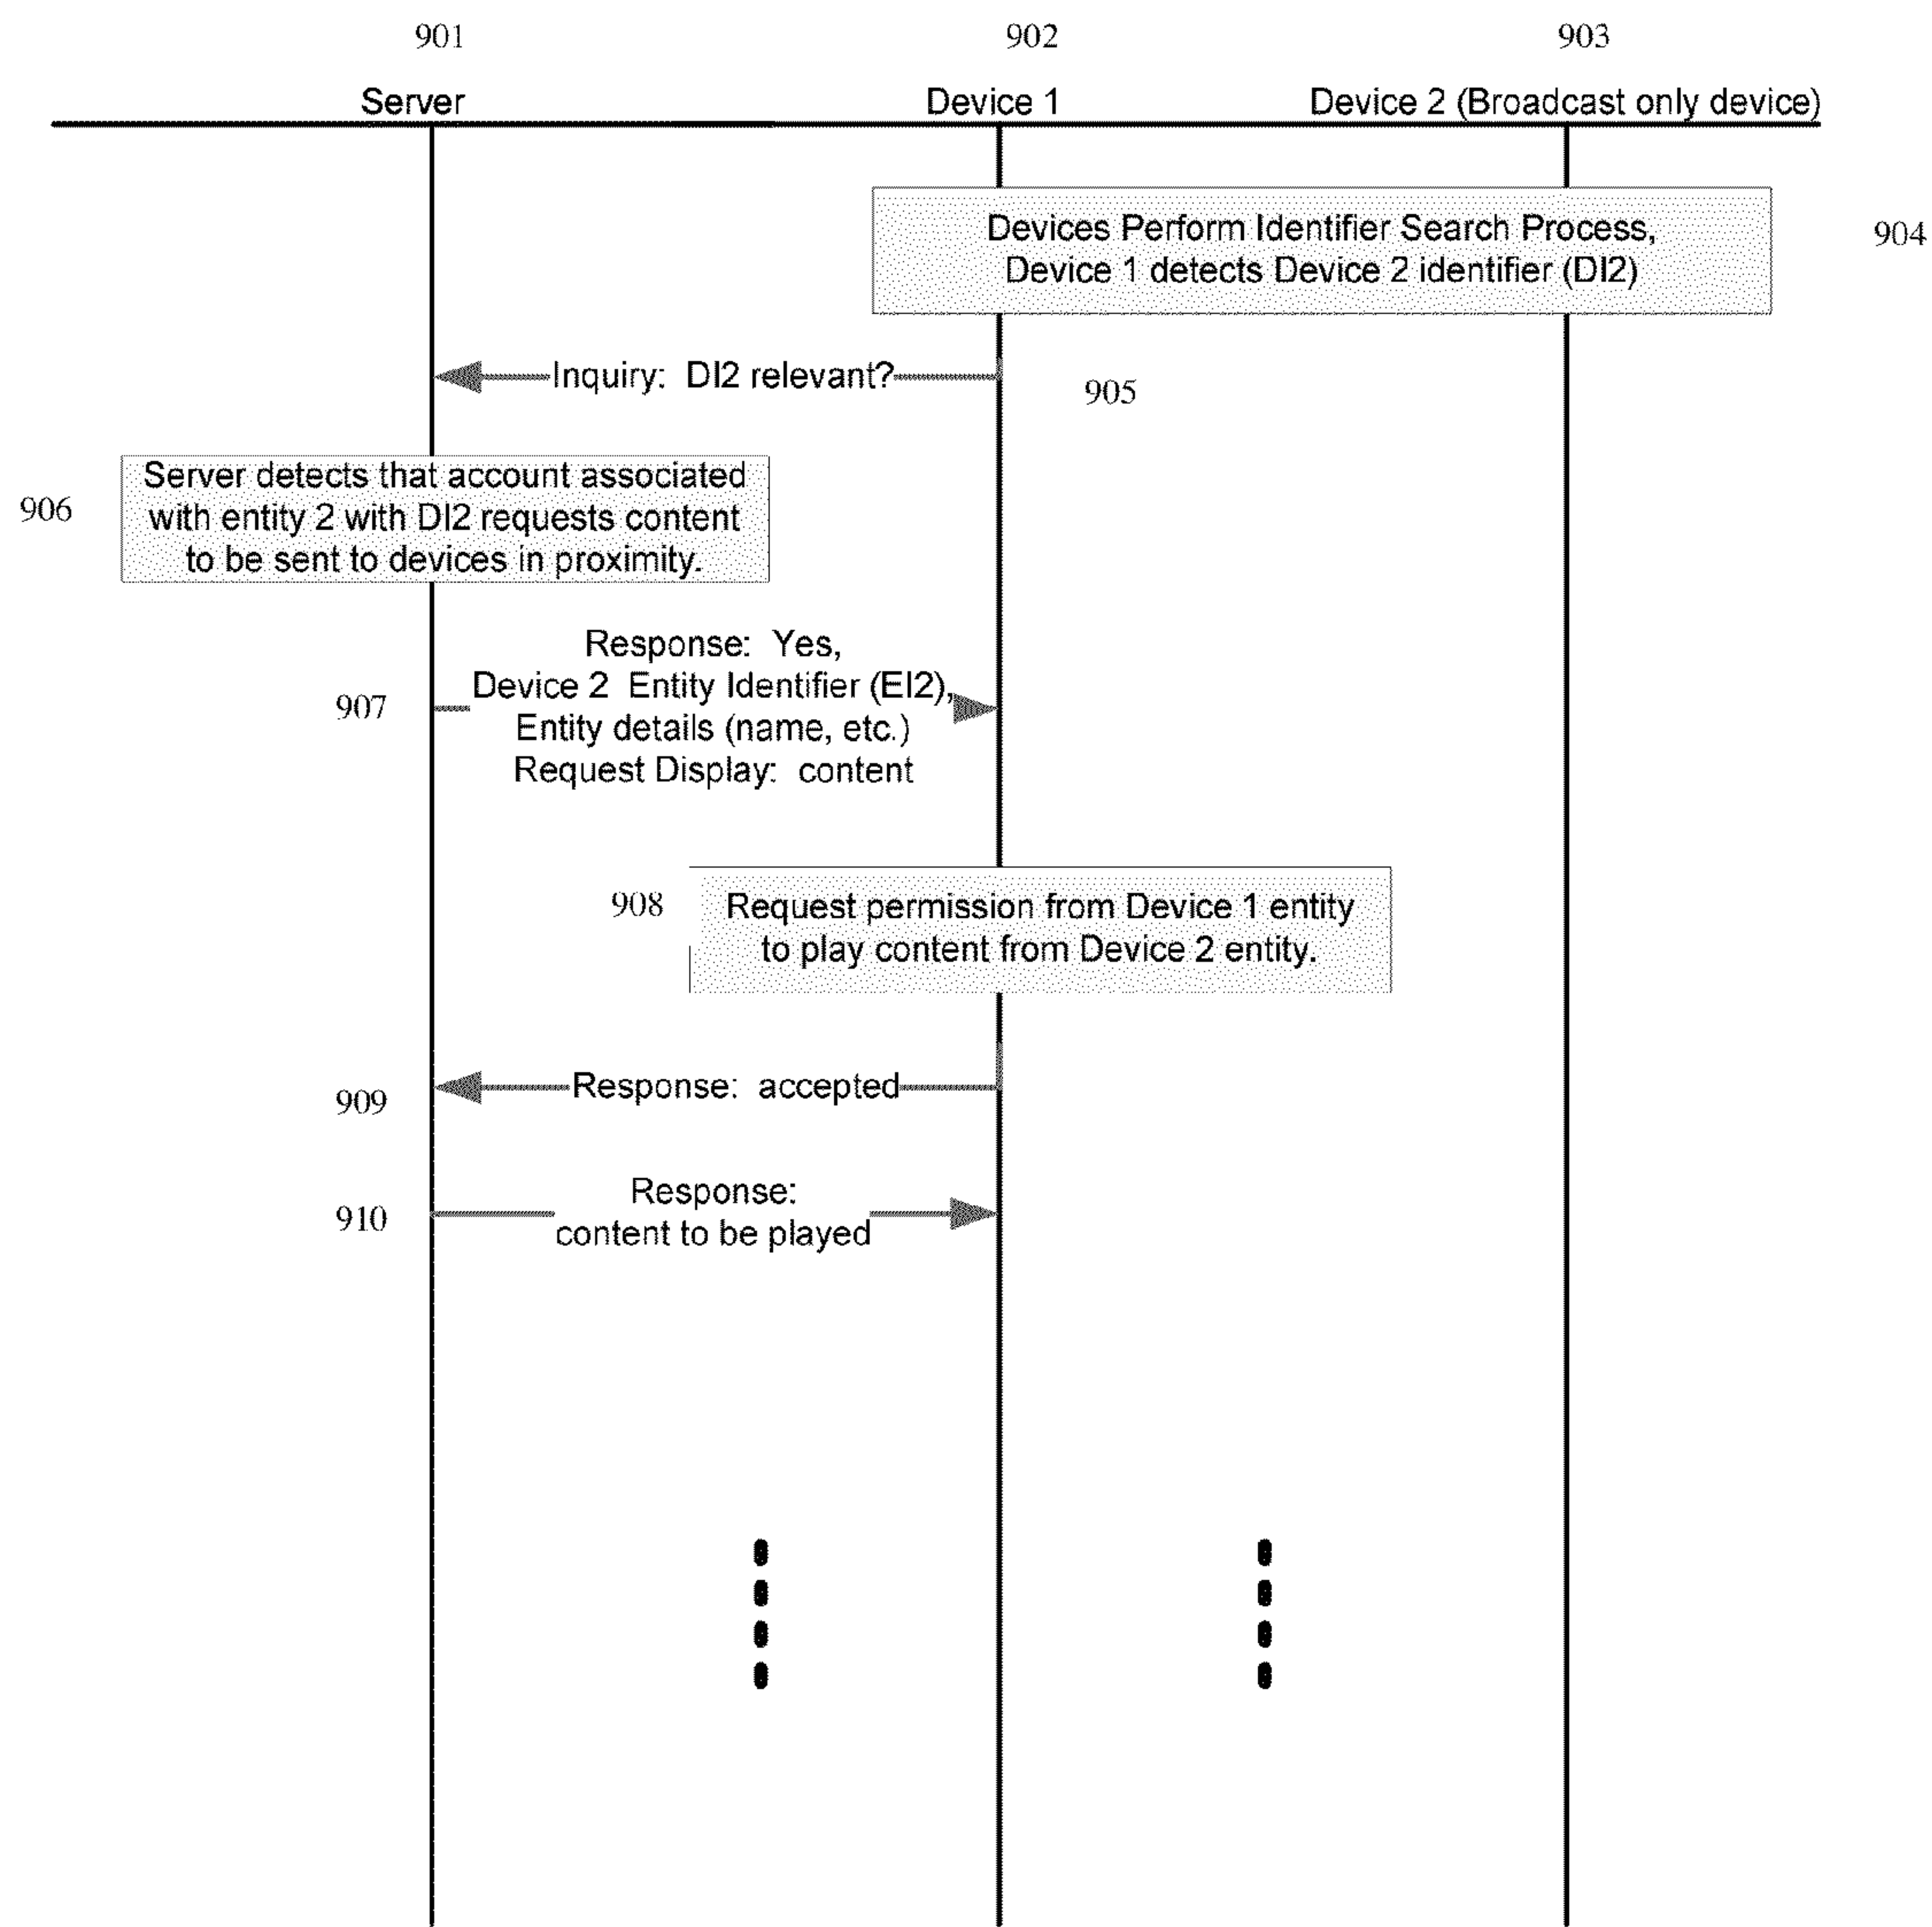 901
902
903
Server
Device 1
Device 2 (Broadcast only device)
Devices Perform Identifier Search Process,
Device 1 detects Device 2 identifier (DI2)
904
Inquiry: DI2 relevant?
905
906
Server detects that account associated
with entity 2 with DI2 requests content
to be sent to devices in proximity.
Response: Yes,
Device 2 Entity Identifier (EI2),
Entity details (name, etc.)
Request Display: content
907
908
Request permission from Device 1 entity
to play content from Device 2 entity.
Response: accepted
909
910
Response:
content to be played